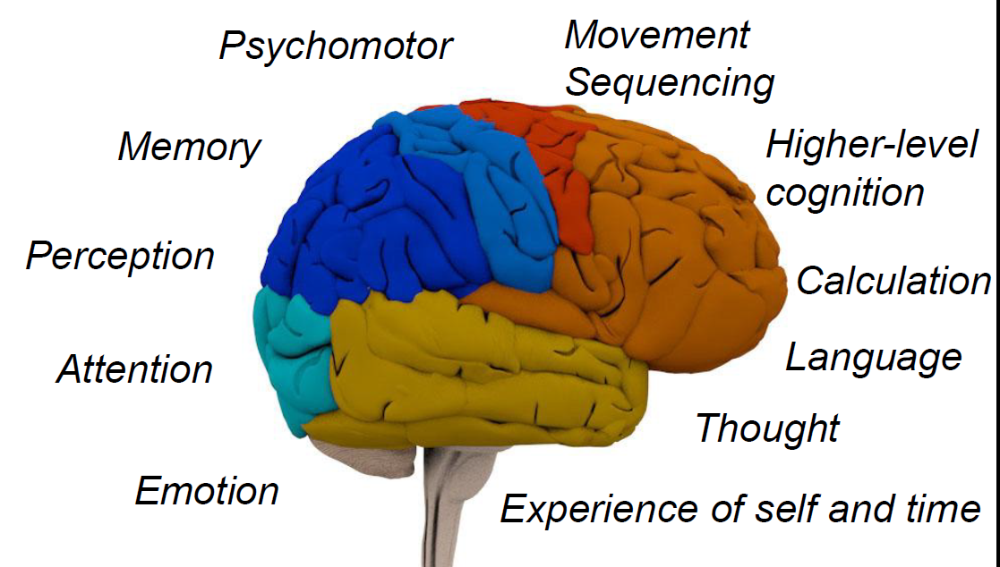 Psychomotor
Movement
Sequencing
Memory
Higher-level
cognition
Perception
Calculation
Attention
Language
Thought
Emotion
Experience of self and time